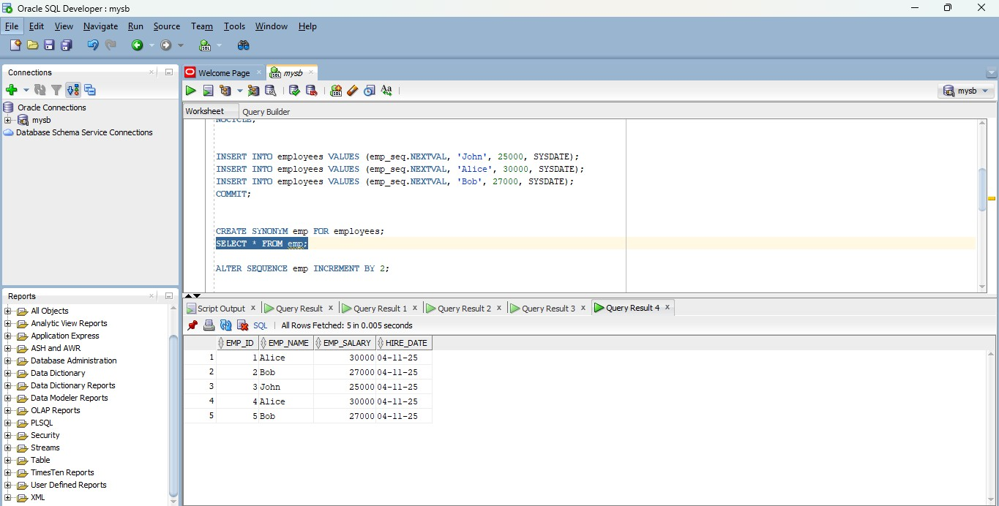 Oracle SQL Developer : mysb
File Edit View Navigate Run Source Team Tools Window Help
Connections
Oracle Connections
mysb
Database Schema Service Connections
Reports
All Objects
Analytic View Reports
Application Express
ASH and AWR
Database Administration
Data Dictionary
Data Dictionary Reports
Data Modeler Reports
OLAP Reports
PLSQL
Security
Streams
Table
TimesTen Reports
User Defined Reports
XML
Welcome Page mysb
mysb
Worksheet Query Builder
NOCYCLE;
INSERT INTO employees VALUES (emp_seq.NEXTVAL, 'John', 25000, SYSDATE);
INSERT INTO employees VALUES (emp_seq.NEXTVAL, 'Alice', 30000, SYSDATE);
INSERT INTO employees VALUES (emp_seq.NEXTVAL, 'Bob', 27000, SYSDATE);
COMMIT;
CREATE SYNONYM emp FOR employees;
SELECT * FROM emp;
ALTER SEQUENCE emp INCREMENT BY 2;
Script Output Query Result Query Result 1 Query Result 2 Query Result 3 Query Result 4
SQL All Rows Fetched: 5 in 0.005 seconds
EMP_ID EMP_NAME EMP_SALARY HIRE_DATE
1 1 Alice 30000 04-11-25
2 2 Bob 27000 04-11-25
3 3 John 25000 04-11-25
4 4 Alice 30000 04-11-25
5 5 Bob 27000 04-11-25